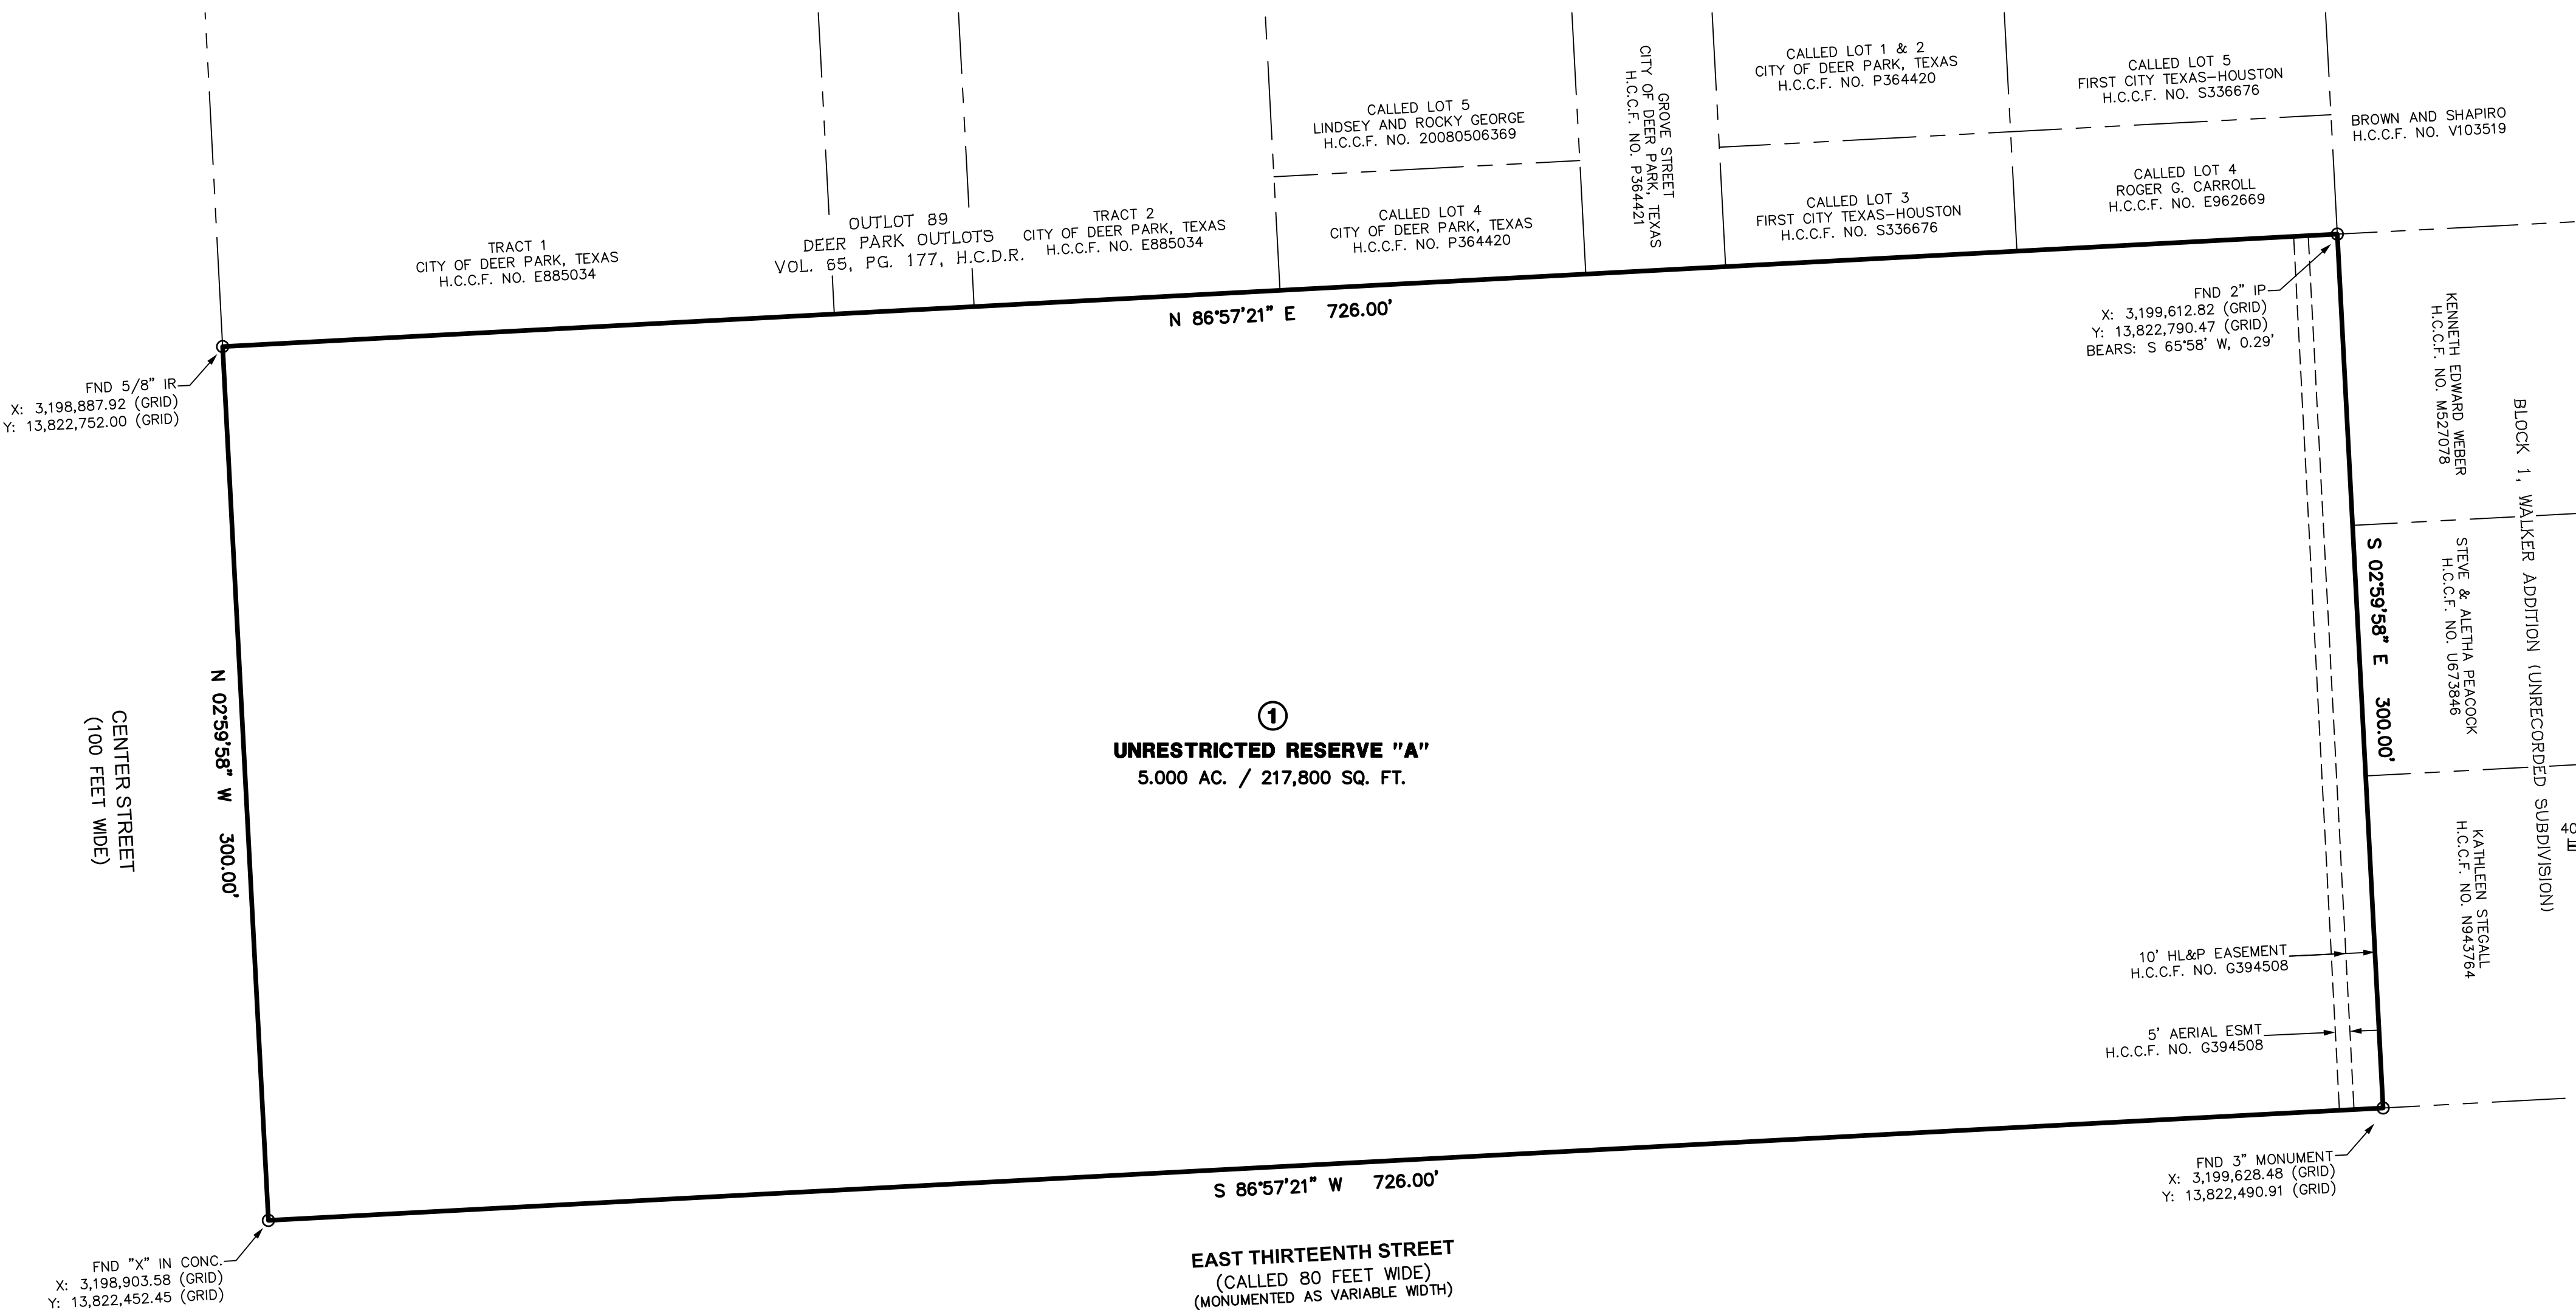 CALLED LOT 1 & 2
CITY OF DEER PARK, TEXAS
H.C.C.F. NO. P364420
CALLED LOT 5
FIRST CITY TEXAS-HOUSTON
H.C.C.F. NO. S336676
BROWN AND SHAPIRO
H.C.C.F. NO. V103519
CALLED LOT 5
LINDSEY AND ROCKY GEORGE
H.C.C.F. NO. 20080506369
GROVE STREET
CITY OF DEER PARK, TEXAS
H.C.C.F. NO. P364421
TRACT 1
CITY OF DEER PARK, TEXAS
H.C.C.F. NO. E885034
OUTLOT 89
DEER PARK OUTLOTS
VOL. 65, PG. 177, H.C.D.R.
TRACT 2
CITY OF DEER PARK, TEXAS
H.C.C.F. NO. E885034
CALLED LOT 4
CITY OF DEER PARK, TEXAS
H.C.C.F. NO. P364420
CALLED LOT 3
FIRST CITY TEXAS-HOUSTON
H.C.C.F. NO. S336676
CALLED LOT 4
ROGER G. CARROLL
H.C.C.F. NO. E962669
N 86°57'21" E 726.00'
FND 2" IP
X: 3,199,612.82 (GRID)
Y: 13,822,790.47 (GRID)
BEARS: S 65°58' W, 0.29'
FND 5/8" IR
X: 3,198,887.92 (GRID)
Y: 13,822,752.00 (GRID)
KENNETH EDWARD WEBER
H.C.C.F. NO. M527078
BLOCK 1, WALKER ADDITION (UNRECORDED SUBDIVISION)
STEVE & ALETHA PEACOCK
H.C.C.F. NO. U673846
S 02°59'58" E 300.00'
KATHLEEN STEGALL
H.C.C.F. NO. N943764
40
CENTER STREET
(100 FEET WIDE)
N 02°59'58" W 300.00'
1
UNRESTRICTED RESERVE "A"
5.000 AC. / 217,800 SQ. FT.
10' HL&P EASEMENT
H.C.C.F. NO. G394508
5' AERIAL ESMT
H.C.C.F. NO. G394508
FND 3" MONUMENT
X: 3,199,628.48 (GRID)
Y: 13,822,490.91 (GRID)
S 86°57'21" W 726.00'
FND "X" IN CONC.
X: 3,198,903.58 (GRID)
Y: 13,822,452.45 (GRID)
EAST THIRTEENTH STREET
(CALLED 80 FEET WIDE)
(MONUMENTED AS VARIABLE WIDTH)